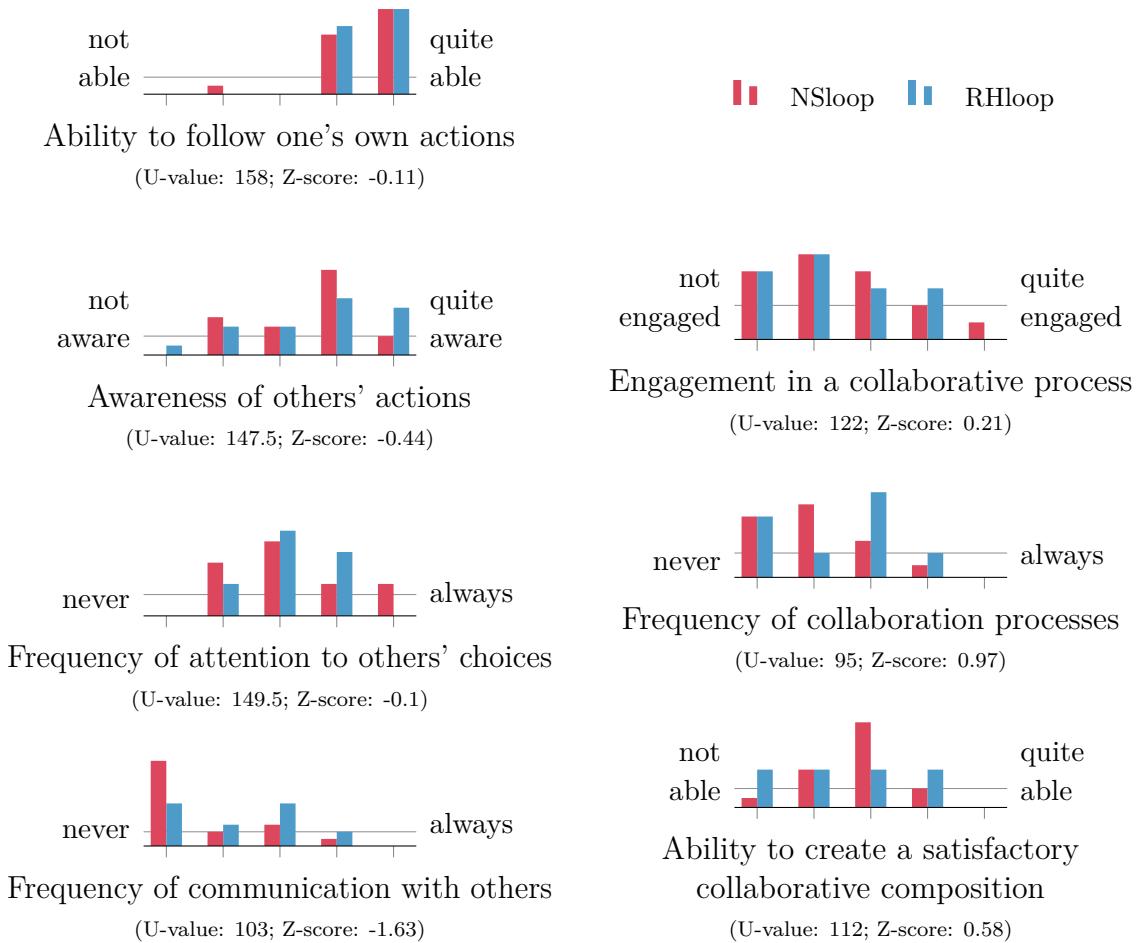 not quite
able able
Ability to follow one's own actions
(U-value: 158; Z-score: -0.11)
NSloop RHloop
not quite
aware aware
Awareness of others' actions
(U-value: 147.5; Z-score: -0.44)
not quite
engaged engaged
Engagement in a collaborative process
(U-value: 122; Z-score: 0.21)
never always
Frequency of attention to others' choices
(U-value: 149.5; Z-score: -0.1)
never always
Frequency of collaboration processes
(U-value: 95; Z-score: 0.97)
never always
Frequency of communication with others
(U-value: 103; Z-score: -1.63)
not quite
able able
Ability to create a satisfactory
collaborative composition
(U-value: 112; Z-score: 0.58)